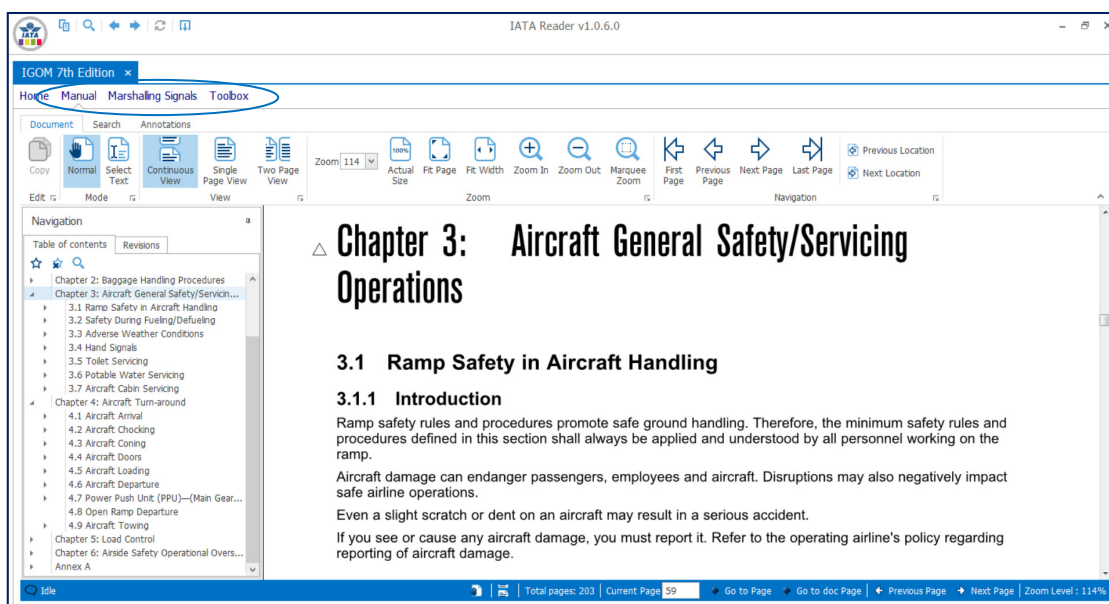 IATA Reader v1.0.6.0
IATA
IGOM 7th Edition ×
Home Manual Marshaling Signals Toolbox
Document Search Annotations
Copy Normal Select Text Continuous View Single Page View Two Page View Zoom 114 100% Actual Size Fit Page Fit Width Zoom In Zoom Out Marquee Zoom First Page Previous Page Next Page Last Page Previous Location
Next Location
Edit Mode View Zoom Navigation
Navigation
Table of contents Revisions
Chapter 2: Baggage Handling Procedures
Chapter 3: Aircraft General Safety/Servicin...
3.1 Ramp Safety in Aircraft Handling
3.2 Safety During Fueling/Defueling
3.3 Adverse Weather Conditions
3.4 Hand Signals
3.5 Toilet Servicing
3.6 Potable Water Servicing
3.7 Aircraft Cabin Servicing
Chapter 4: Aircraft Turn-around
4.1 Aircraft Arrival
4.2 Aircraft Chocking
4.3 Aircraft Coning
4.4 Aircraft Doors
4.5 Aircraft Loading
4.6 Aircraft Departure
4.7 Power Push Unit (PPU)—(Main Gear...
4.8 Open Ramp Departure
4.9 Aircraft Towing
Chapter 5: Load Control
Chapter 6: Airside Safety Operational Overs...
Annex A
△ Chapter 3: Aircraft General Safety/Servicing
Operations
3.1 Ramp Safety in Aircraft Handling
3.1.1 Introduction
Ramp safety rules and procedures promote safe ground handling. Therefore, the minimum safety rules and
procedures defined in this section shall always be applied and understood by all personnel working on the
ramp.
Aircraft damage can endanger passengers, employees and aircraft. Disruptions may also negatively impact
safe airline operations.
Even a slight scratch or dent on an aircraft may result in a serious accident.
If you see or cause any aircraft damage, you must report it. Refer to the operating airline's policy regarding
reporting of aircraft damage.
Idle Total pages: 203 Current Page 59 Go to Page Go to doc Page Previous Page Next Page Zoom Level : 114%